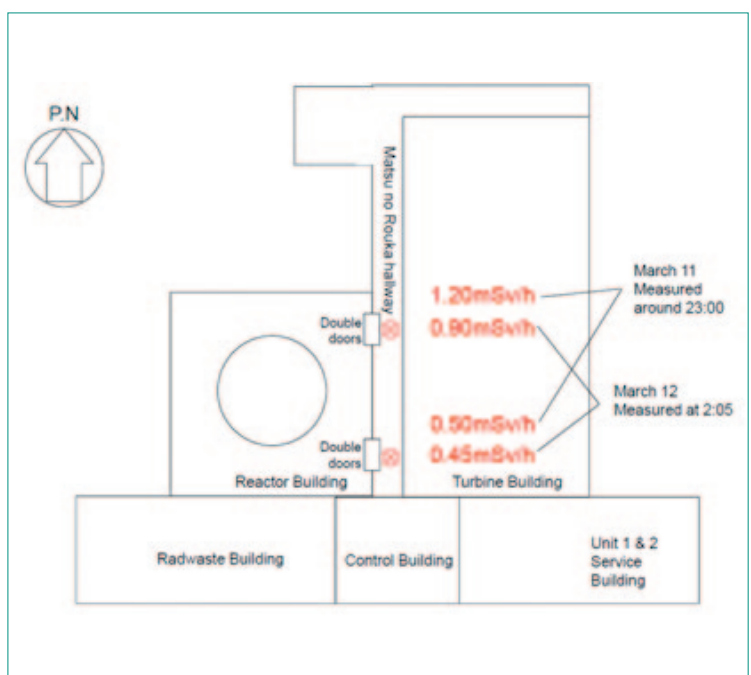 P.N
Matsu no Rouka hallway
1.20mSv/h
0.80mSv/h
March 11
Measured
around 23:00
Double
doors
March 12
Measured at 2:05
0.50mSv/h
0.45mSv/h
Double
doors
Reactor Building
Turbine Building
Radwaste Building
Control Building
Unit 1 & 2
Service
Building